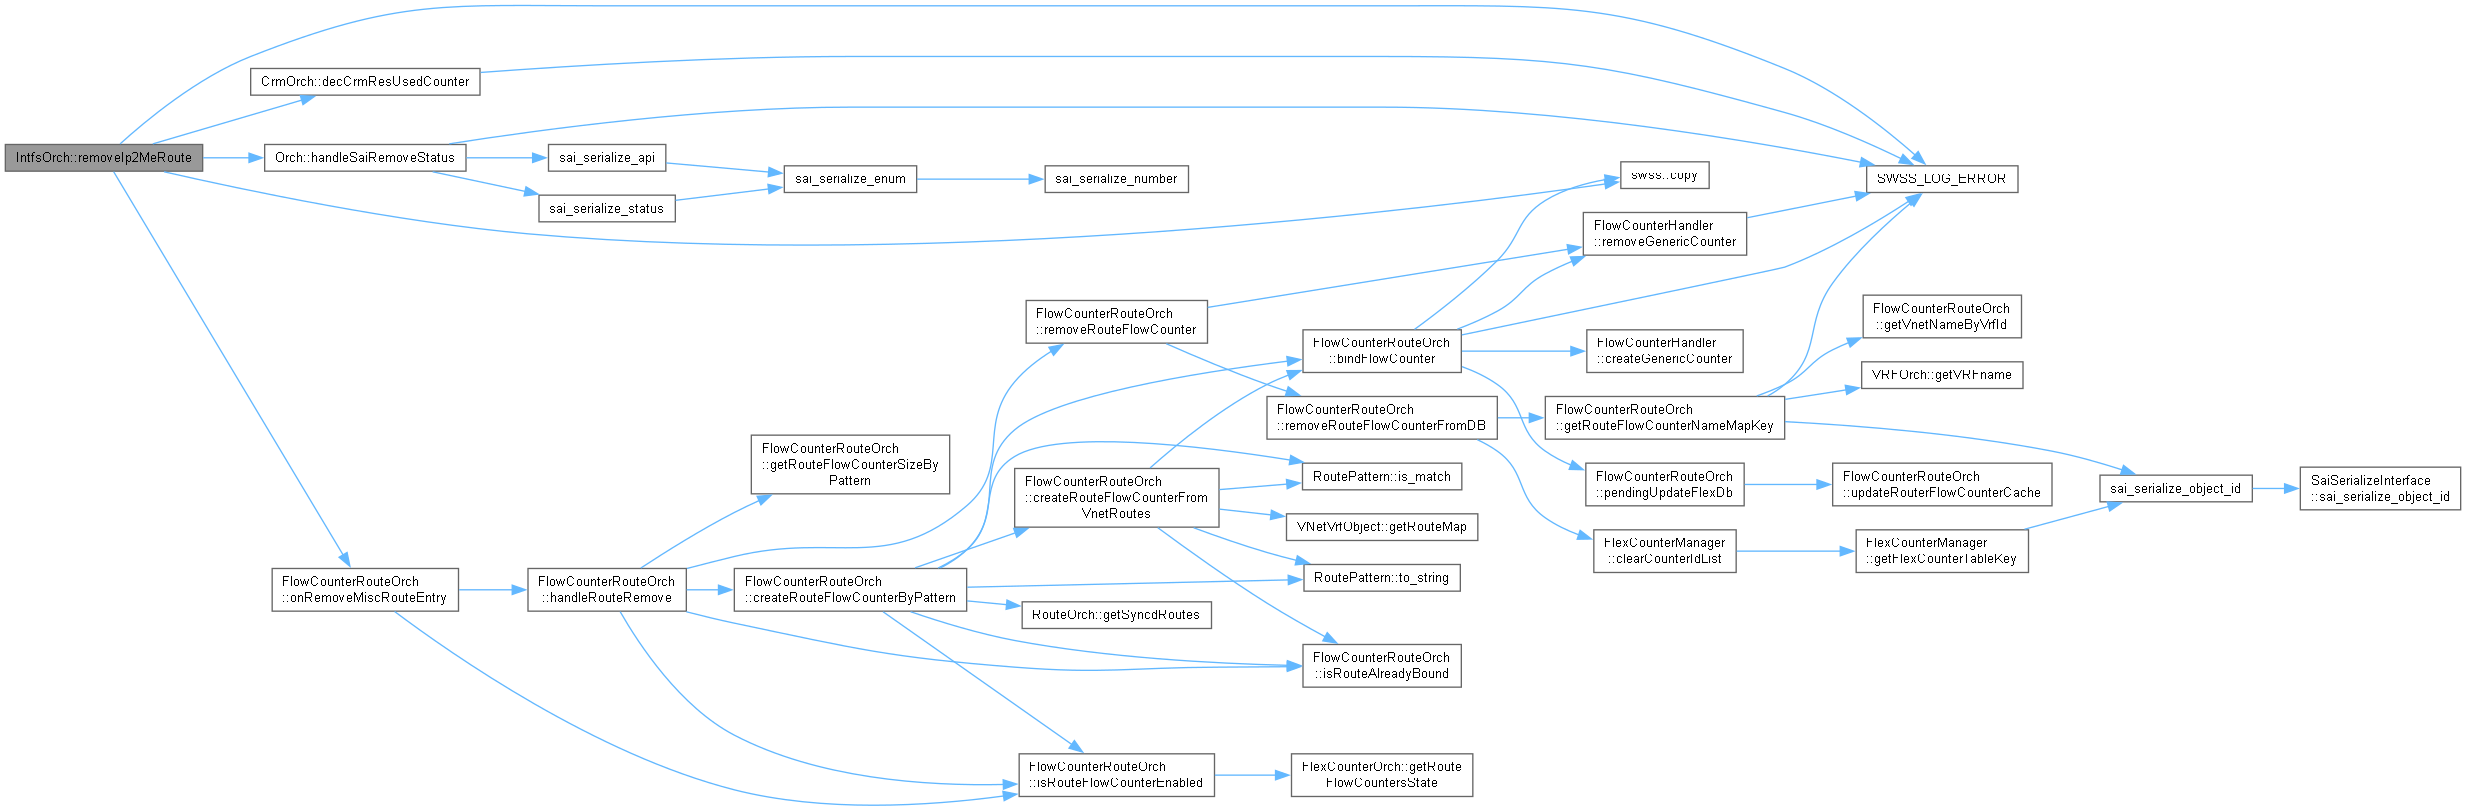 IntfsOrch::removeIp2MeRoute
CrmOrch::decCrmResUsedCounter
Orch::handleSaiRemoveStatus
sai_serialize_api
sai_serialize_status
sai_serialize_enum
sai_serialize_number
swss::copy
SWSS_LOG_ERROR
FlowCounterHandler
::removeGenericCounter
FlowCounterRouteOrch
::removeRouteFlowCounter
FlowCounterRouteOrch
::bindFlowCounter
FlowCounterHandler
::createGenericCounter
FlowCounterRouteOrch
::getVnetNameByVrfId
VRFOrch::getVRFname
FlowCounterRouteOrch
::removeRouteFlowCounterFromDB
FlowCounterRouteOrch
::getRouteFlowCounterNameMapKey
FlowCounterRouteOrch
::getRouteFlowCounterSizeBy
Pattern
FlowCounterRouteOrch
::createRouteFlowCounterFrom
VnetRoutes
RoutePattern::is_match
FlowCounterRouteOrch
::pendingUpdateFlexDb
FlowCounterRouteOrch
::updateRouterFlowCounterCache
sai_serialize_object_id
SaiSerializeInterface
::sai_serialize_object_id
VNetVrfObject::getRouteMap
FlexCounterManager
::clearCounterIdList
FlexCounterManager
::getFlexCounterTableKey
FlowCounterRouteOrch
::onRemoveMiscRouteEntry
FlowCounterRouteOrch
::handleRouteRemove
FlowCounterRouteOrch
::createRouteFlowCounterByPattern
RoutePattern::to_string
RouteOrch::getSyncdRoutes
FlowCounterRouteOrch
::isRouteAlreadyBound
FlowCounterRouteOrch
::isRouteFlowCounterEnabled
FlexCounterOrch::getRoute
FlowCountersState